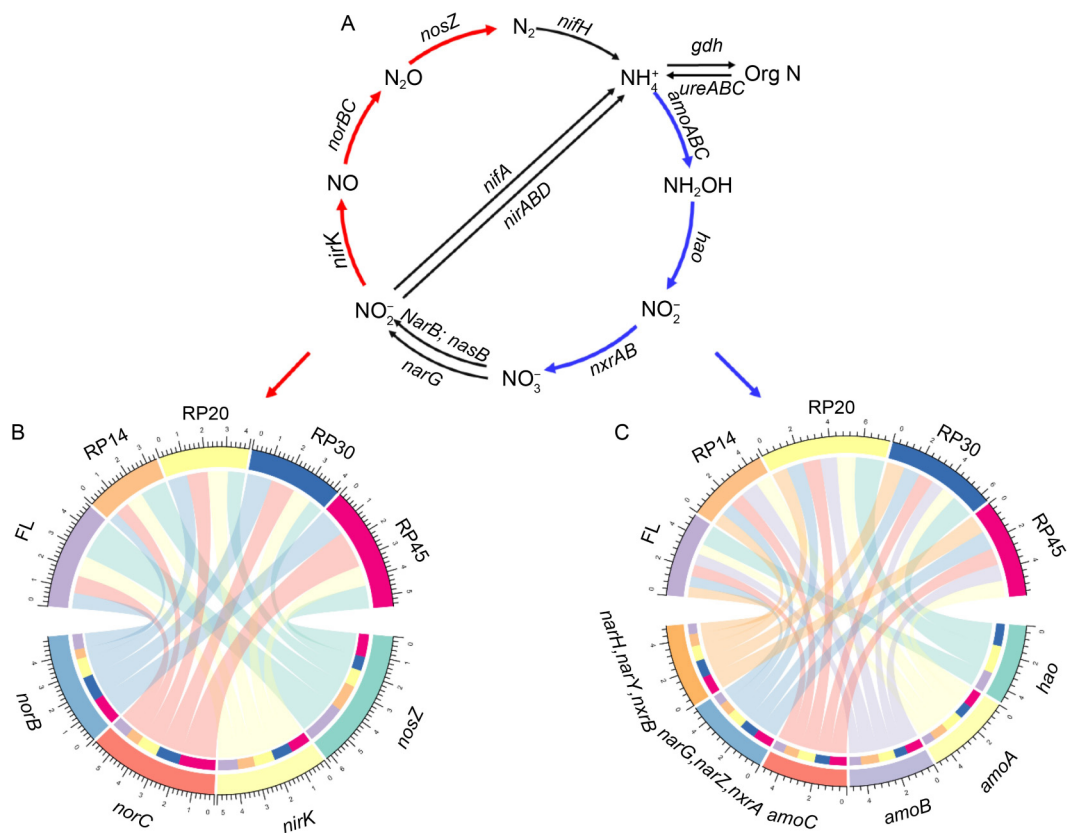 A
nosZ
N₂
nifH
gdh
N₂O
NH₄⁺
Org N
ureABC
norBC
amoABC
NO
nifA
NH₂OH
nirABD
nirK
hao
NO₂⁻
NO₂⁻
NarB; nasB
nxrAB
narG
NO₃⁻
B
FL
RP14
RP20
RP30
RP45
norB
norC
nirK
nosZ
C
FL
RP14
RP20
RP30
RP45
narH,narY,nxrB
narG,narZ,nxrA
amoC
amoB
amoA
hao